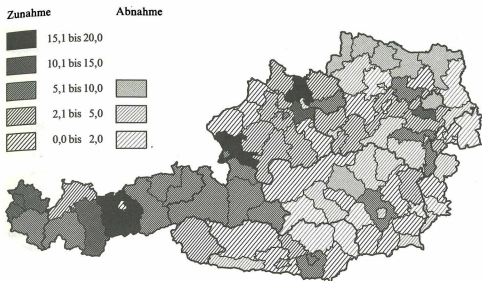 Zunahme Abnahme
15,1 bis 20,0
10,1 bis 15,0
5,1 bis 10,0
2,1 bis 5,0
0,0 bis 2,0